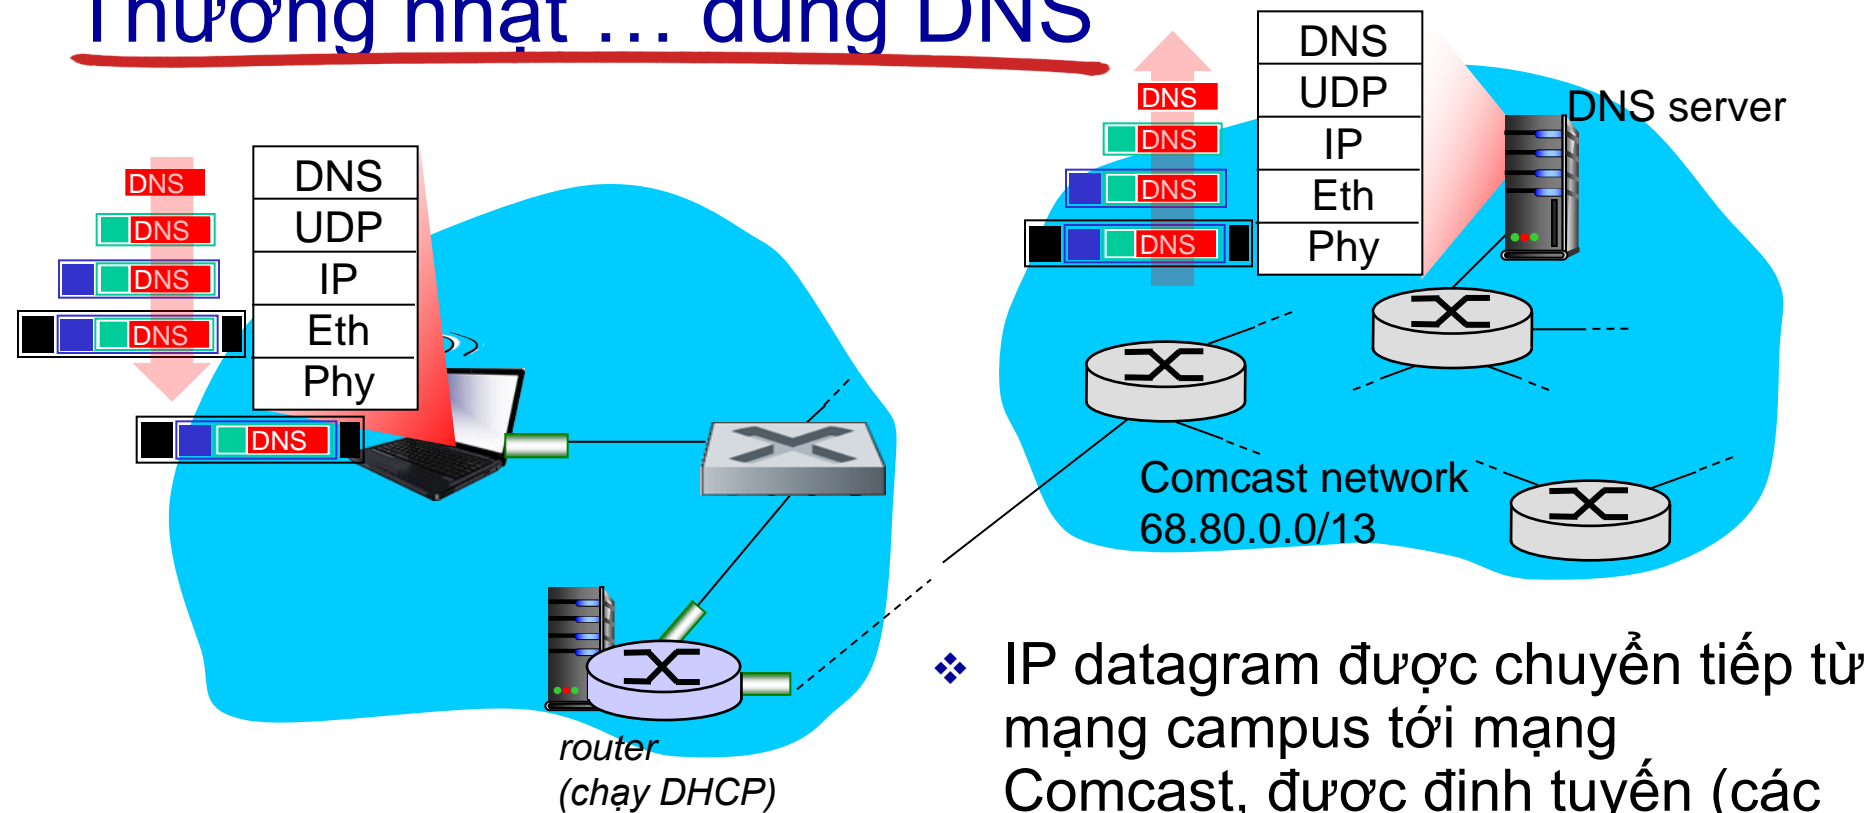 Thường nhật … dùng DNS
DNS
UDP
IP
Eth
Phy
DNS
DNS
DNS
DNS
DNS
DNS
UDP
IP
Eth
Phy
DNS
DNS
DNS
DNS
DNS server
Comcast network
68.80.0.0/13
router
(chạy DHCP)
❖ IP datagram được chuyển tiếp từ
mạng campus tới mạng
Comcast, được định tuyến (các